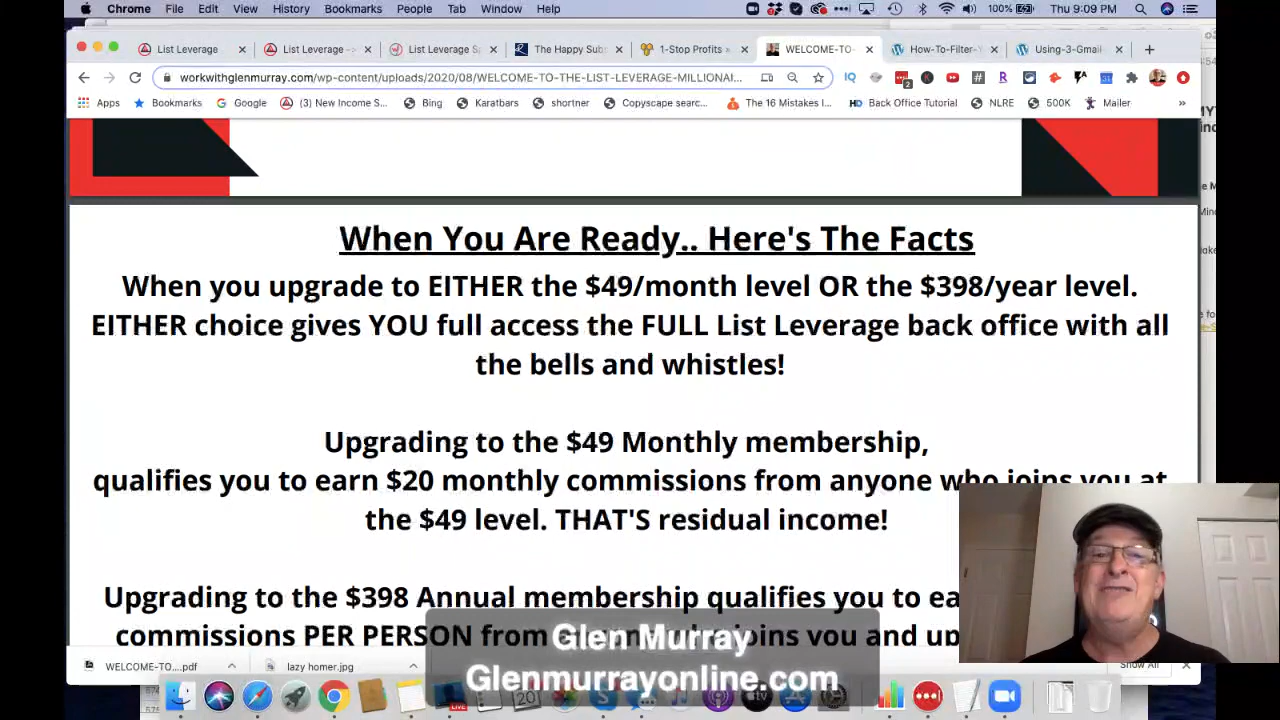 Chrome File Edit View History Bookmarks People Tab Window Help 100% Thu 9:09 PM
List Leverage List Leverage - List Leverage S The Happy Sub 1-Stop Profits WELCOME-TO- How-To-Filter- Using-3-Gmail
workwithglenmurray.com/wp-content/uploads/2020/08/WELCOME-TO-THE-LIST-LEVERAGE-MILLIONAI...
Apps Bookmarks Google (3) New Income S... Bing Karatbars shortner Copyscape searc... The 16 Mistakes I... Back Office Tutorial NLRE 500K Mailer
When You Are Ready.. Here's The Facts
When you upgrade to EITHER the $49/month level OR the $398/year level.
EITHER choice gives YOU full access the FULL List Leverage back office with all
the bells and whistles!
Upgrading to the $49 Monthly membership,
qualifies you to earn $20 monthly commissions from anyone who joins you at
the $49 level. THAT'S residual income!
Upgrading to the $398 Annual membership qualifies you to ea
commissions PER PERSON from joins you and up
Glen Murray
Glenmurrayonline.com
WELCOME-TO....pdf lazy homer.jpg Show All